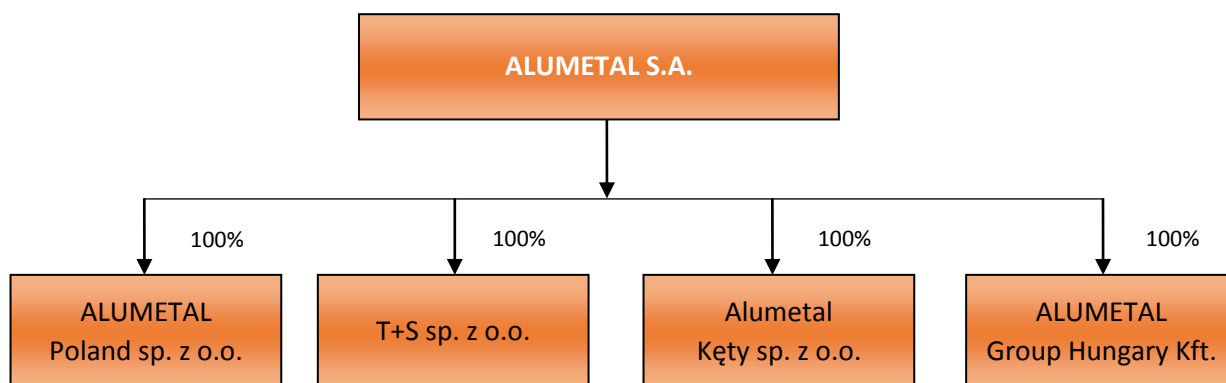 ALUMETAL S.A.
100%
100%
100%
100%
ALUMETAL
Poland sp. z o.o.
T+S sp. z o.o.
Alumetal
Kęty sp. z o.o.
ALUMETAL
Group Hungary Kft.